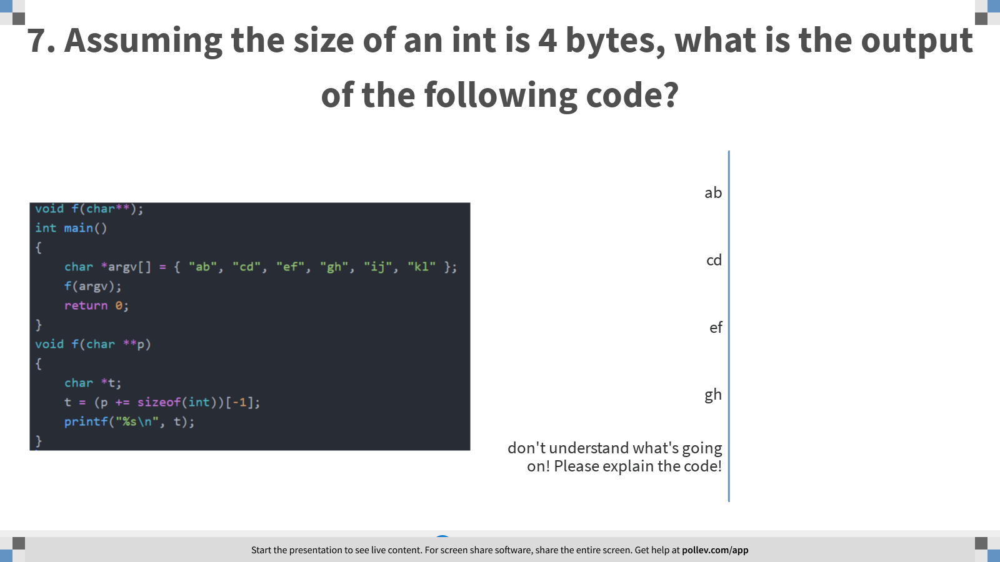 7. Assuming the size of an int is 4 bytes, what is the output
of the following code?
void f(char**);
int main()
{
    char *argv[] = { "ab", "cd", "ef", "gh", "ij", "kl" };
    f(argv);
    return 0;
}
void f(char **p)
{
    char *t;
    t = (p += sizeof(int))[-1];
    printf("%s\n", t);
}
ab
cd
ef
gh
don't understand what's going
on! Please explain the code!
Start the presentation to see live content. For screen share software, share the entire screen. Get help at pollev.com/app